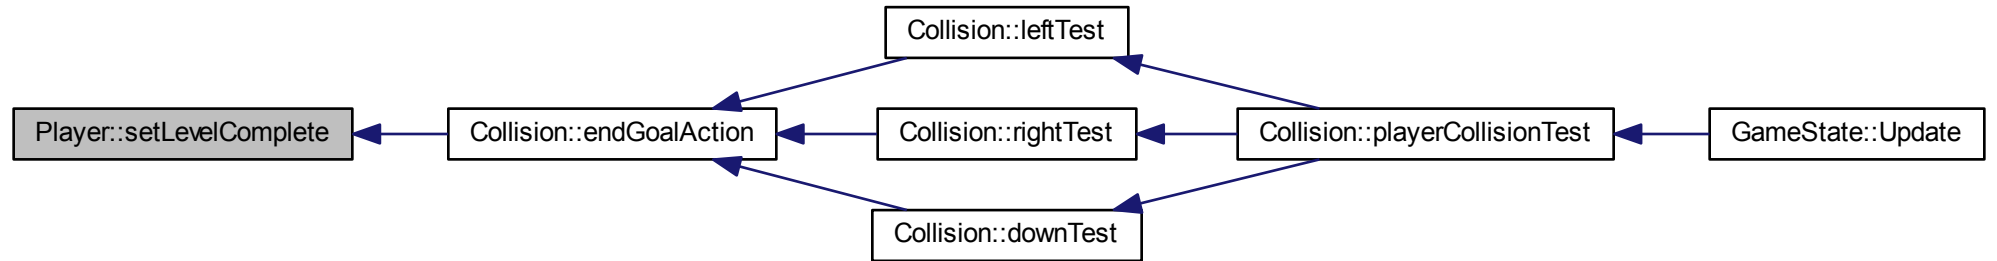 Collision::leftTest
Player::setLevelComplete
Collision::endGoalAction
Collision::rightTest
Collision::playerCollisionTest
GameState::Update
Collision::downTest